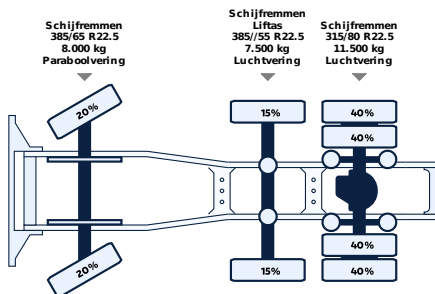 Schijfremmen
385/65 R22.5
8.000 kg
Paraboolvering
Schijfremmen
Liftas
385//55 R22.5
7.500 kg
Luchtvering
Schijfremmen
315/80 R22.5
11.500 kg
Luchtvering
20%
15%
40%
40%
20%
15%
40%
40%